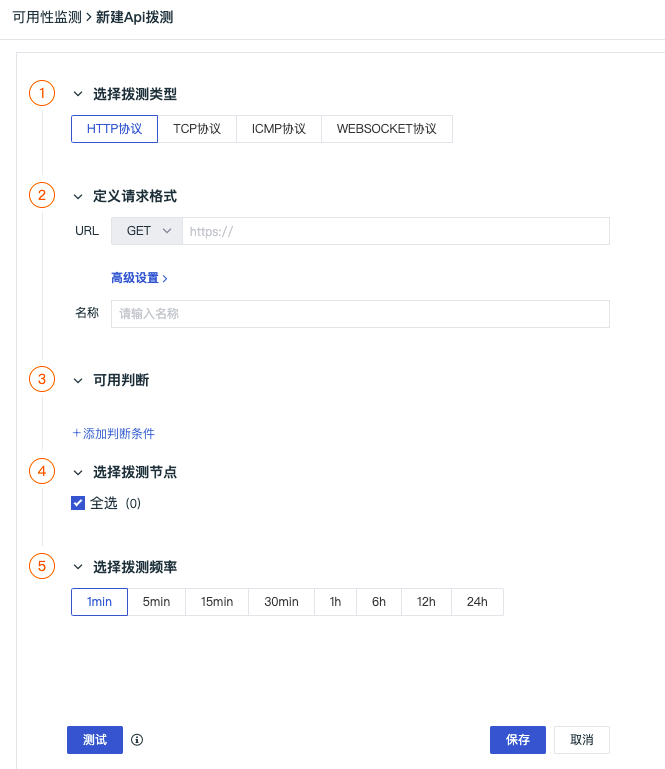 可用性监测 > 新建Api拨测
1 选择拨测类型
HTTP协议 TCP协议 ICMP协议 WEBSOCKET协议
2 定义请求格式
URL GET https://
高级设置 >
名称 请输入名称
3 可用判断
+添加判断条件
4 选择拨测节点
全选 (0)
5 选择拨测频率
1min 5min 15min 30min 1h 6h 12h 24h
测试 保存 取消